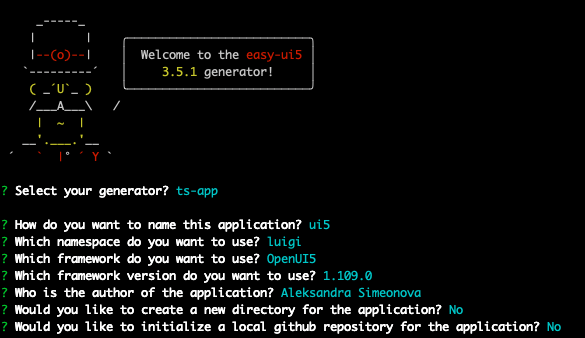 Welcome to the easy-ui5
3.5.1 generator!
? Select your generator? ts-app
? How do you want to name this application? ui5
? Which namespace do you want to use? luigi
? Which framework do you want to use? OpenUI5
? Which framework version do you want to use? 1.109.0
? Who is the author of the application? Aleksandra Simeonova
? Would you like to create a new directory for the application? No
? Would you like to initialize a local github repository for the application? No